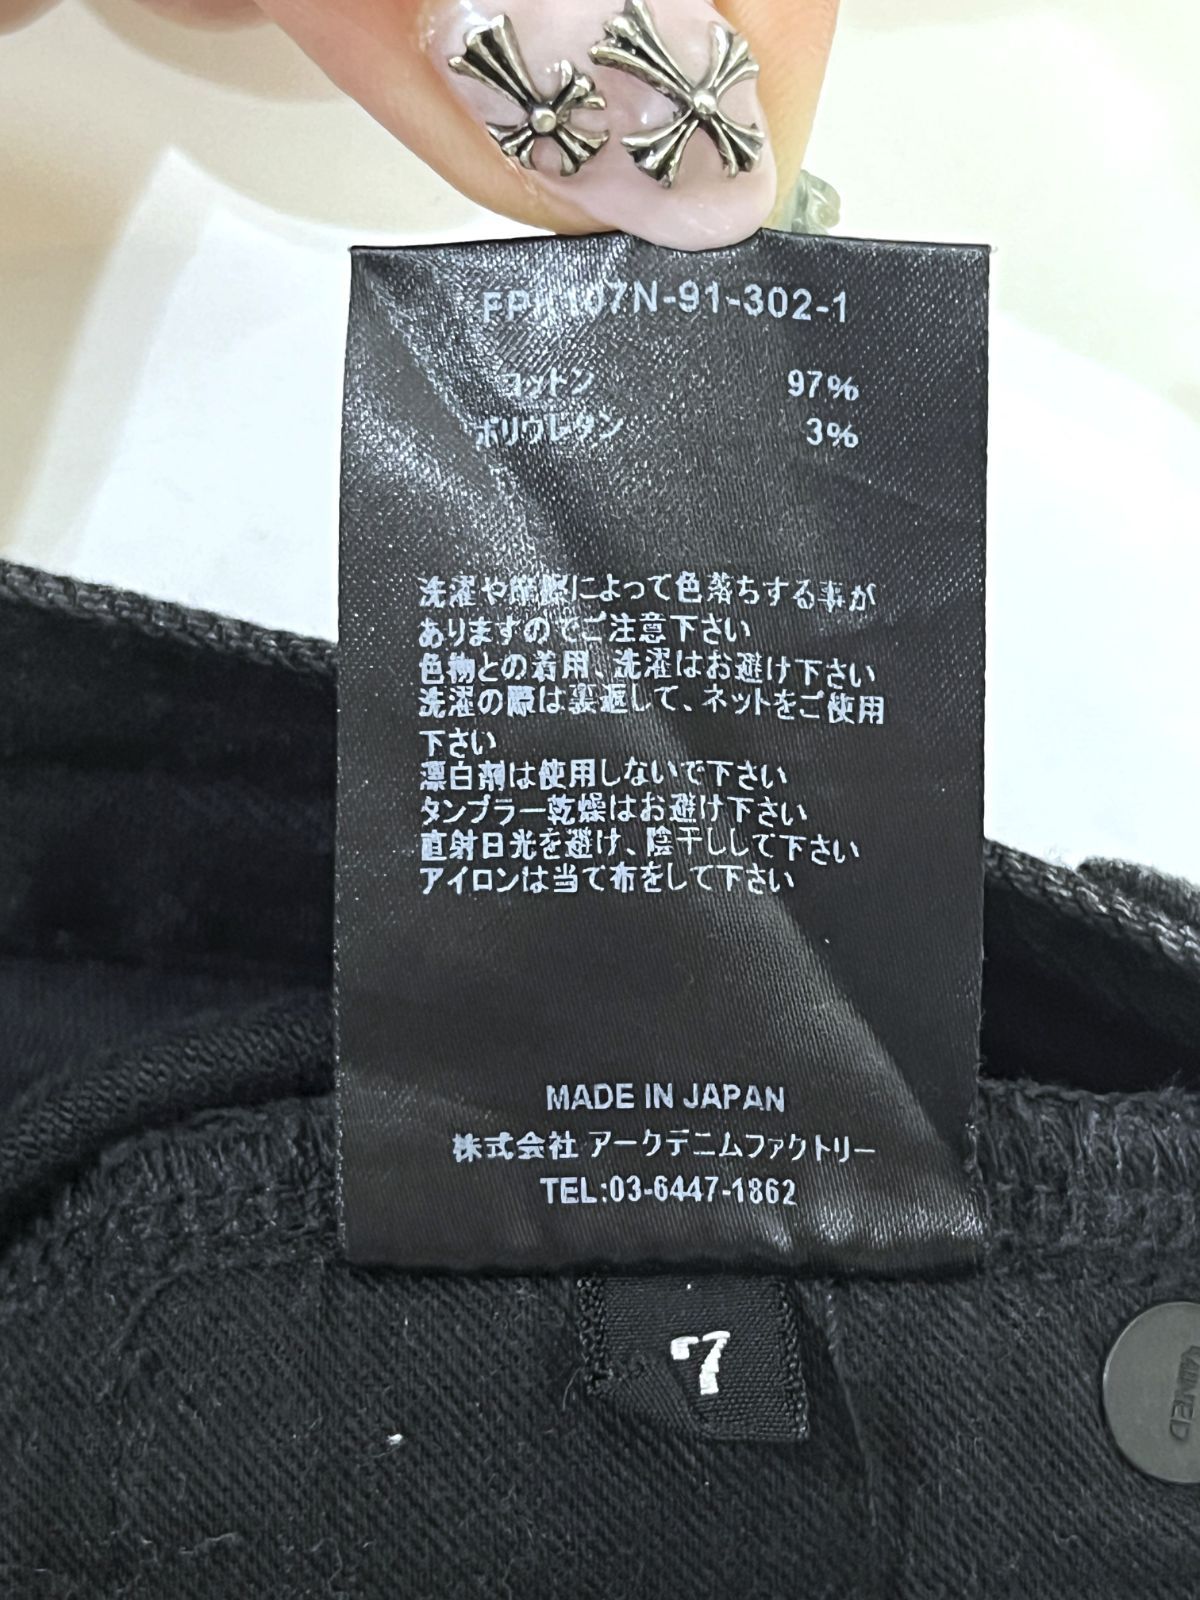 107N-91-302-1
コットン 97%
ポリウレタン 3%
洗濯や摩擦によって色落ちする事が
ありますのでご注意下さい
色物との着用、洗濯はお避け下さい
洗濯の際は裏返して、ネットをご使用
下さい
漂白剤は使用しないで下さい
タンブラー乾燥はお避け下さい
直射日光を避け、陰干しして下さい
アイロンは当て布をして下さい
MADE IN JAPAN
株式会社 アークデニムファクトリー
TEL:03-6447-1862
7